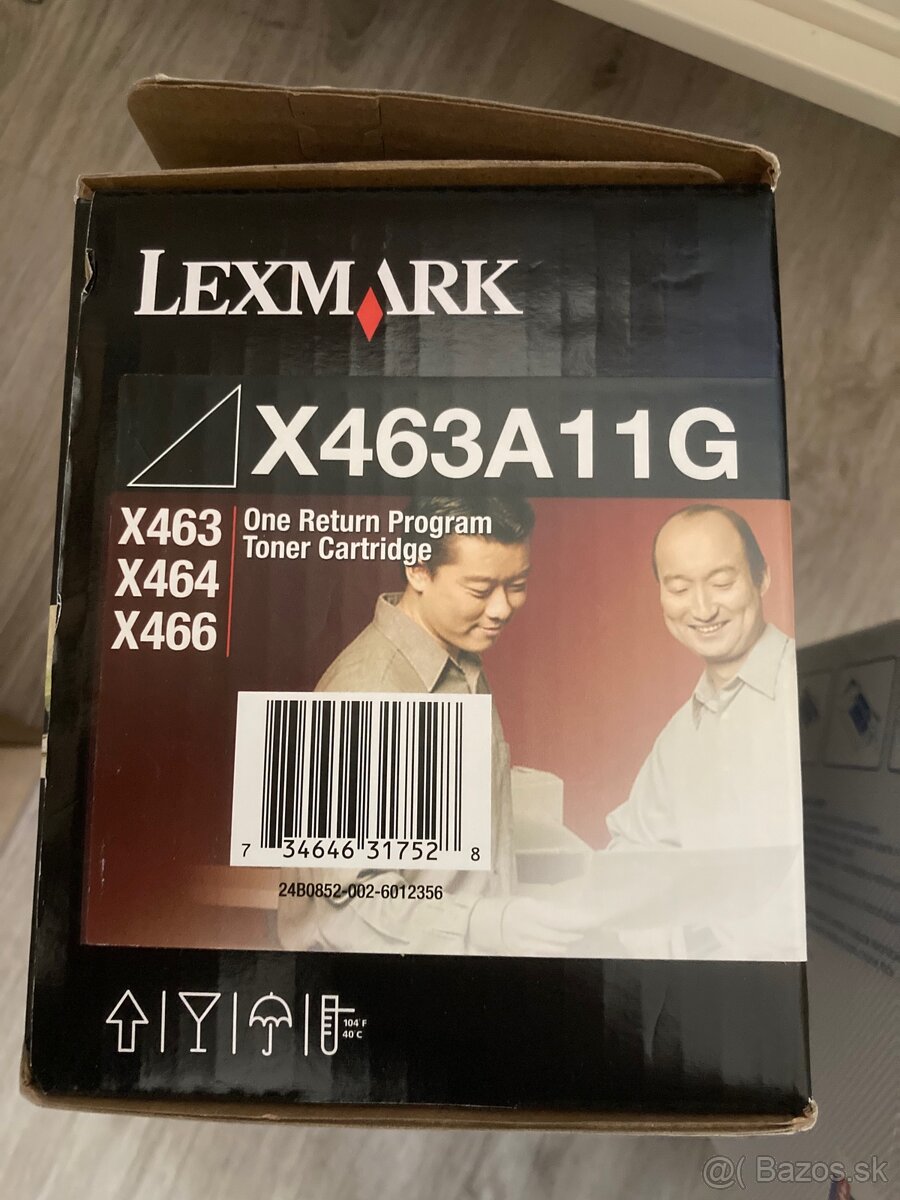 LEXMARK
X463A11G
X463
X464
X466
One Return Program
Toner Cartridge
7 34646 31752 8
24B0852-002-6012356
104°F
40°C
@( Bazos.sk